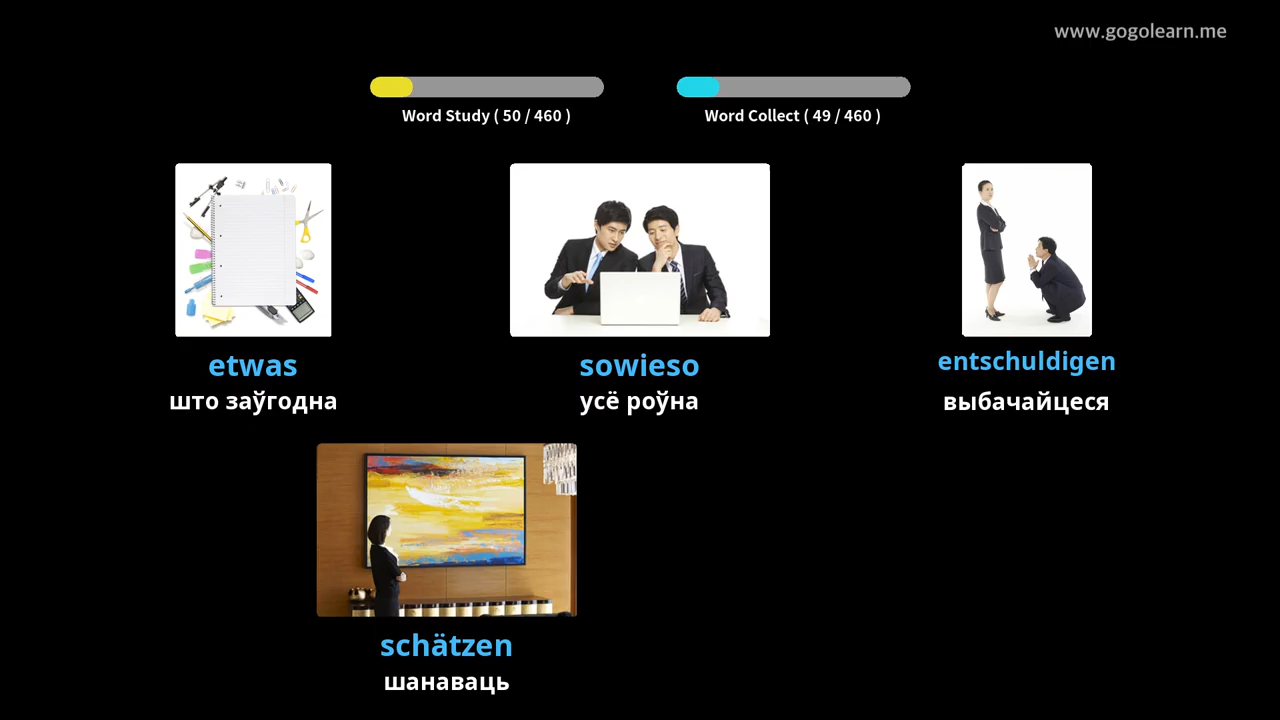 www.gogolearn.me
Word Study ( 50 / 460 )
Word Collect ( 49 / 460 )
etwas
што заўгодна
sowieso
усё роўна
entschuldigen
выбачайцеся
schätzen
шанаваць